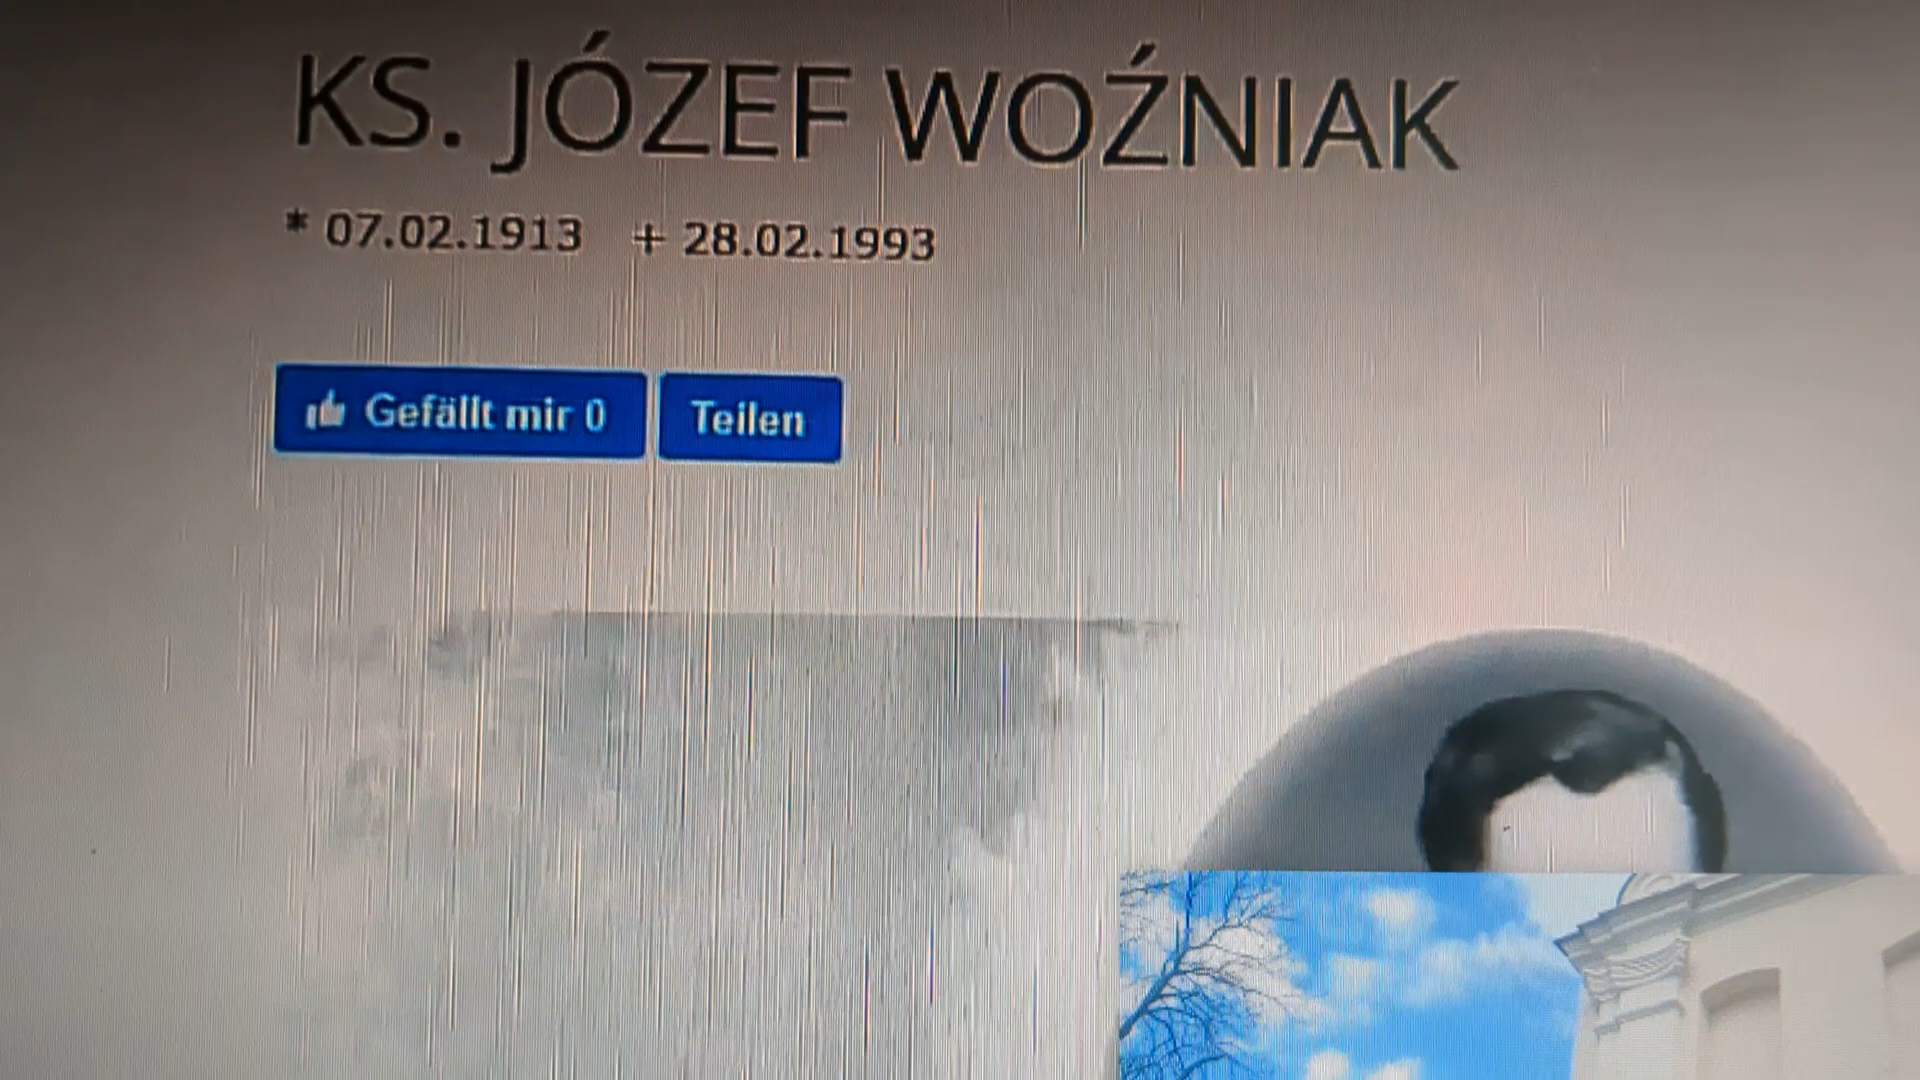 KS. JÓZEF WOŹNIAK
* 07.02.1913 + 28.02.1993
Gefällt mir 0 Teilen